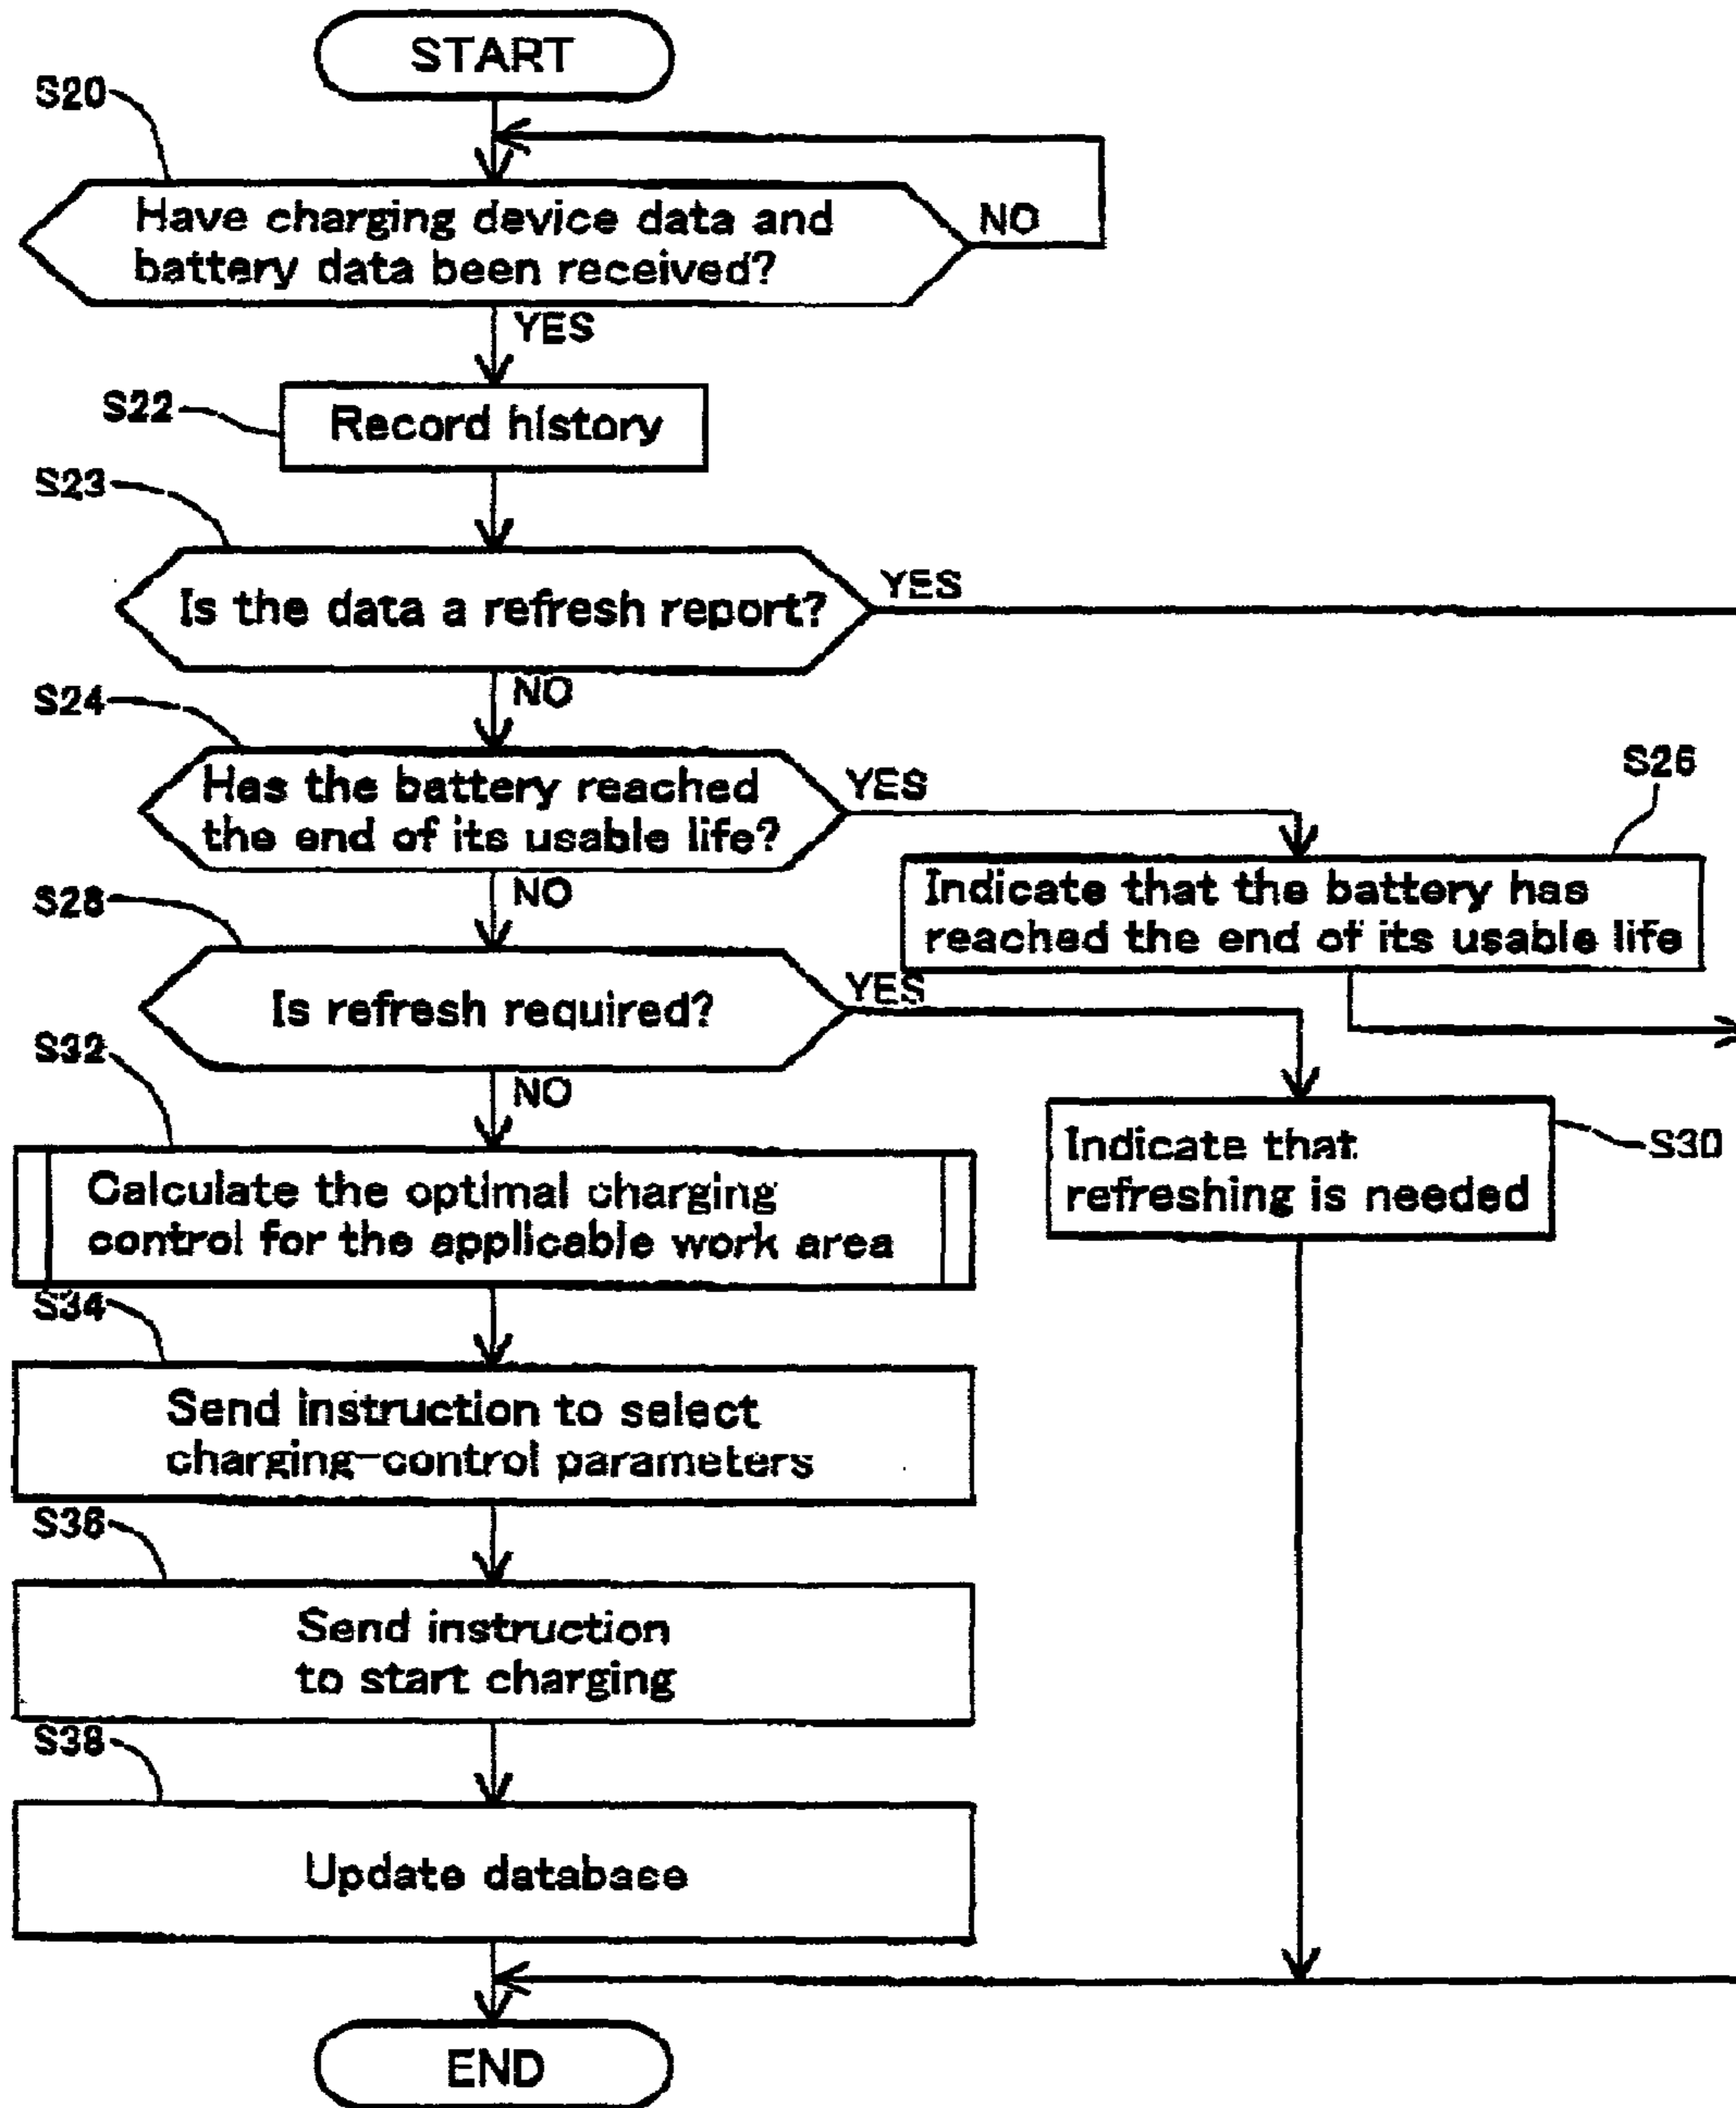 START
S20
Have charging device data and
battery data been received?
NO
YES
S22
Record history
S23
Is the data a refresh report?
YES
NO
S24
Has the battery reached
the end of its usable life?
YES
S26
NO
Indicate that the battery has
reached the end of its usable life
S28
Is refresh required?
YES
S32
NO
Indicate that
refreshing is needed
S30
Calculate the optimal charging
control for the applicable work area
S34
Send instruction to select
charging-control parameters
S36
Send instruction
to start charging
S38
Update database
END